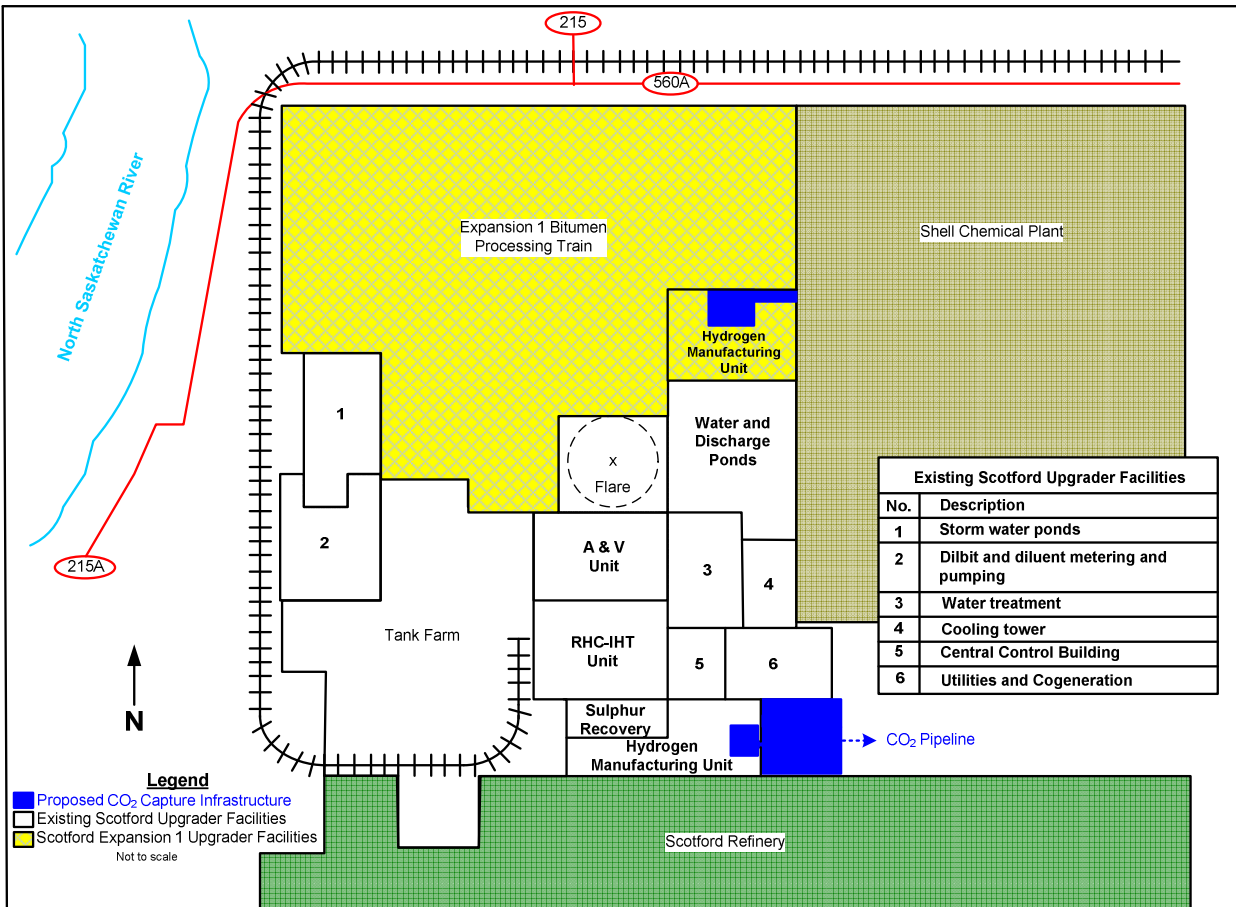 215
560A
North Saskatchewan River
Expansion 1 Bitumen
Processing Train
Shell Chemical Plant
Hydrogen
Manufacturing
Unit
1
Water and
Discharge
Ponds
x
Flare
2
215A
A & V
Unit
3
4
Tank Farm
RHC-IHT
Unit
5
6
Existing Scotford Upgrader Facilities
No. Description
1 Storm water ponds
2 Dilbit and diluent metering and
pumping
3 Water treatment
4 Cooling tower
5 Central Control Building
6 Utilities and Cogeneration
N
Sulphur
Recovery
Hydrogen
Manufacturing Unit
CO₂ Pipeline
Legend
Proposed CO₂ Capture Infrastructure
Existing Scotford Upgrader Facilities
Scotford Expansion 1 Upgrader Facilities
Not to scale
Scotford Refinery